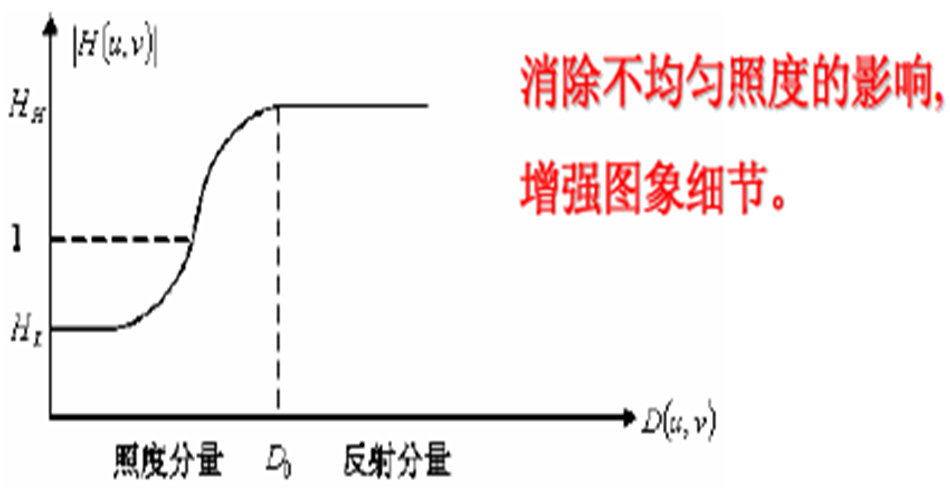 |H(u,v)|
消除不均匀照度的影响,
H_H
增强图象细节。
1
H_L
D(u,v)
照度分量 D_0 反射分量